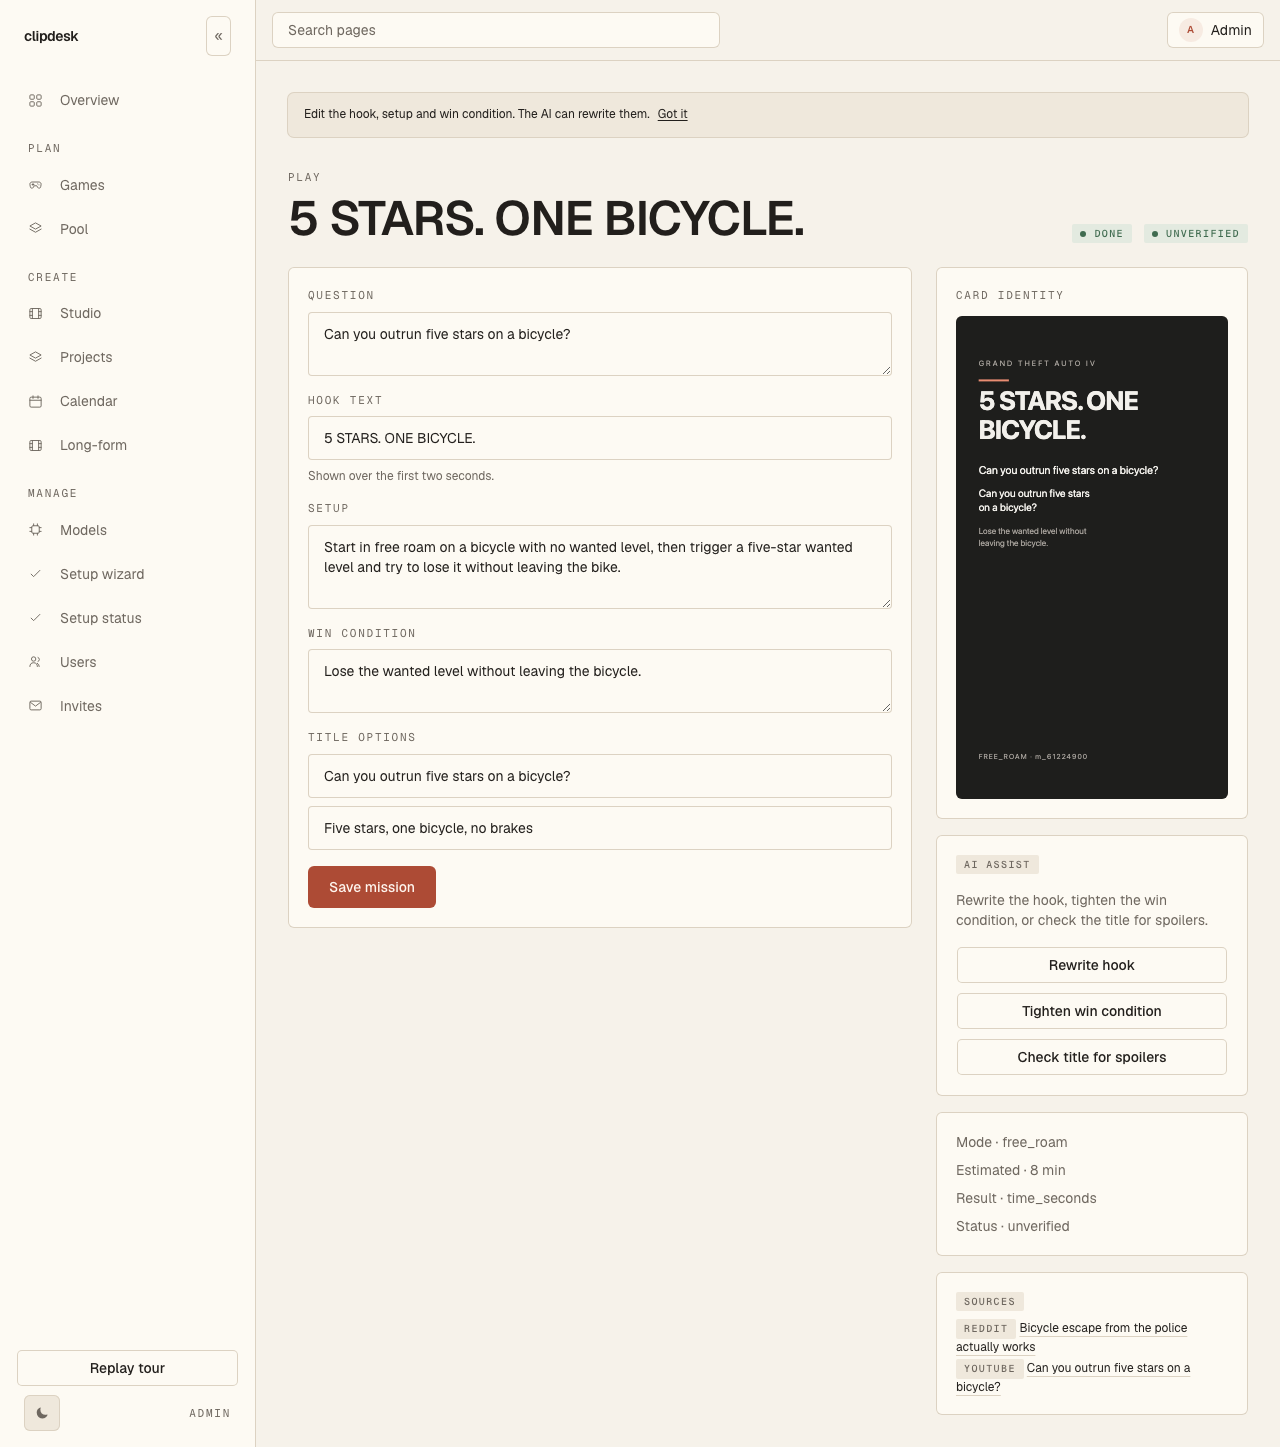 clipdesk
«
Overview
PLAN
Games
Pool
CREATE
Studio
Projects
Calendar
Long-form
MANAGE
Models
Setup wizard
Setup status
Users
Invites
Replay tour
ADMIN
Search pages
A Admin
Edit the hook, setup and win condition. The AI can rewrite them. Got it
PLAY
5 STARS. ONE BICYCLE.
DONE
UNVERIFIED
QUESTION
Can you outrun five stars on a bicycle?
HOOK TEXT
5 STARS. ONE BICYCLE.
Shown over the first two seconds.
SETUP
Start in free roam on a bicycle with no wanted level, then trigger a five-star wanted
level and try to lose it without leaving the bike.
WIN CONDITION
Lose the wanted level without leaving the bicycle.
TITLE OPTIONS
Can you outrun five stars on a bicycle?
Five stars, one bicycle, no brakes
Save mission
CARD IDENTITY
GRAND THEFT AUTO IV
5 STARS. ONE
BICYCLE.
Can you outrun five stars on a bicycle?
Can you outrun five stars
on a bicycle?
Lose the wanted level without
leaving the bicycle.
FREE_ROAM · m_61224900
AI ASSIST
Rewrite the hook, tighten the win
condition, or check the title for spoilers.
Rewrite hook
Tighten win condition
Check title for spoilers
Mode · free_roam
Estimated · 8 min
Result · time_seconds
Status · unverified
SOURCES
REDDIT Bicycle escape from the police
actually works
YOUTUBE Can you outrun five stars on a
bicycle?